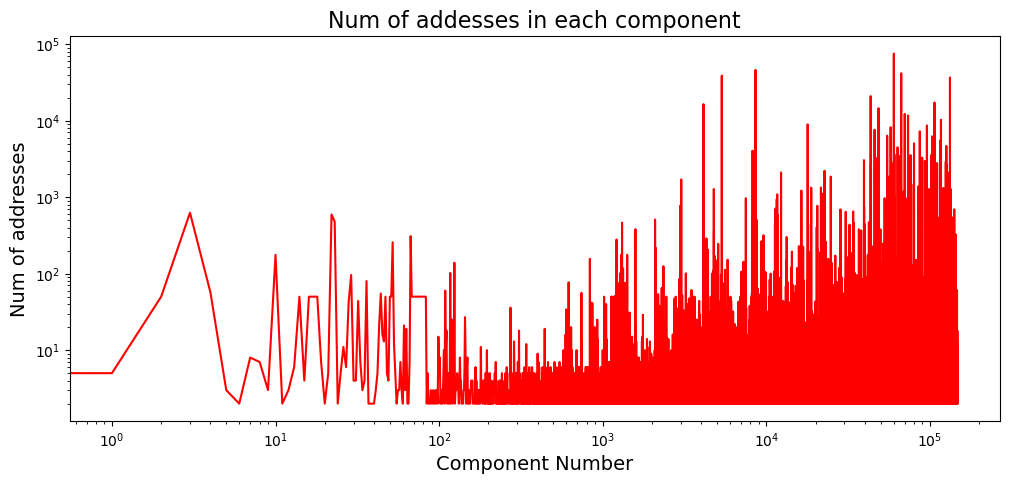 Num of addesses in each component
Num of addresses
10^5
10^4
10^3
10^2
10^1
10^0 10^1 10^2 10^3 10^4 10^5
Component Number